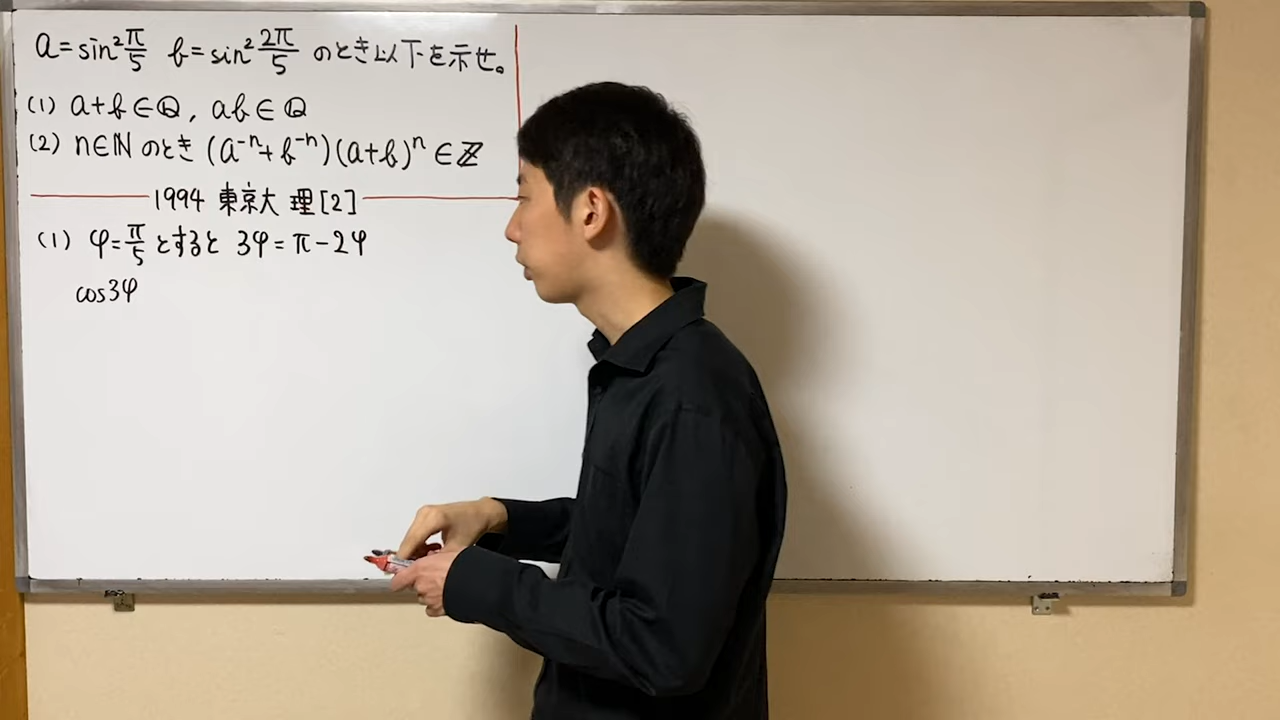 a=sin²π/5 b=sin²2π/5 のとき以下を示せ。
(1) a+b∈ℚ, ab∈ℚ
(2) n∈ℕのとき (a⁻ⁿ+b⁻ⁿ)(a+b)ⁿ∈ℤ
1994 東京大 理[2]
(1) φ=π/5とすると 3φ=π-2φ
cos3φ